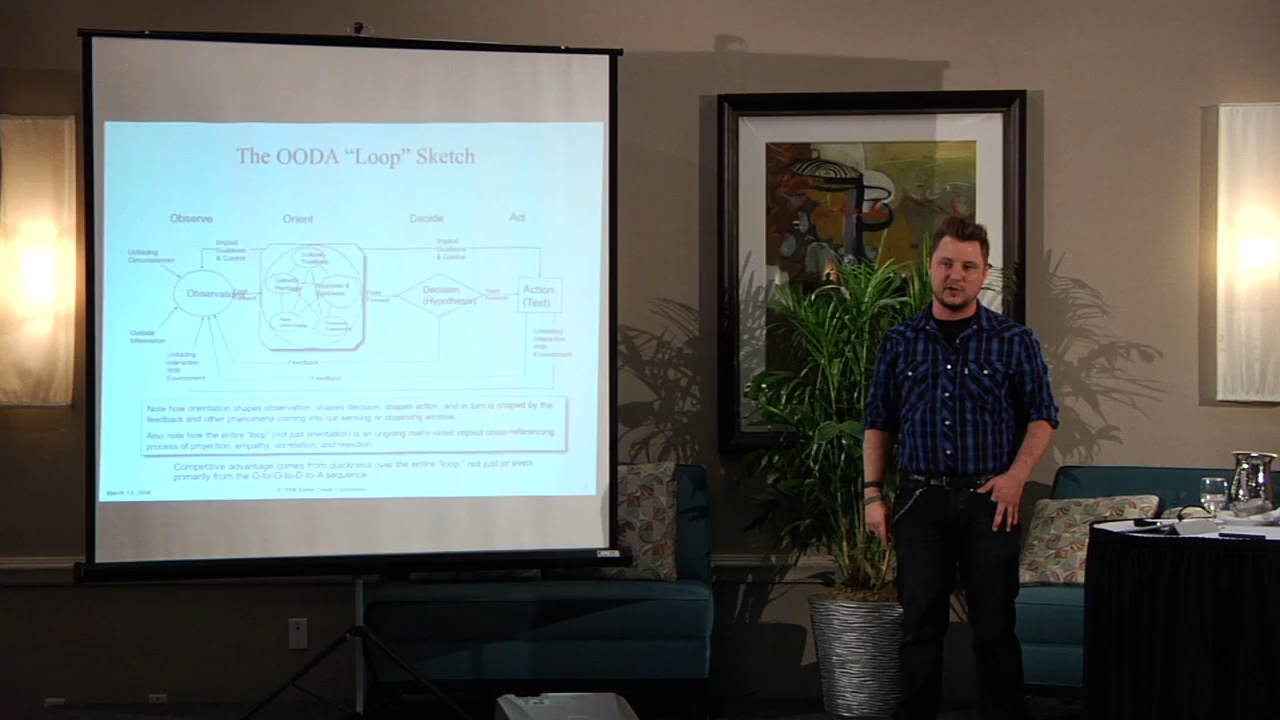 The OODA “Loop” Sketch
Observe
Orient
Decide
Act
Implicit
Guidance
& Control
Implicit
Guidance
& Control
Unfolding
Circumstances
Cultural
Traditions
Genetic
Heritage
Analyses &
Synthesis
New
Information
Previous
Experience
Observations
Feed
Forward
Feed
Forward
Decision
(Hypothesis)
Feed
Forward
Action
(Test)
Outside
Information
Unfolding
Interaction
With
Environment
Unfolding
Interaction
With
Environment
Feedback
Feedback
Note how orientation shapes observation, shapes decision, shapes action, and in turn is shaped by the
feedback and other phenomena coming into our sensing or observing window.
Also note how the entire “loop” (not just orientation) is an ongoing many-sided implicit cross-referencing
process of projection, empathy, correlation, and rejection.
Competitive advantage comes from quickness over the entire “loop,” not just or even
primarily from the O-to-O-to-D-to-A sequence
March 13,